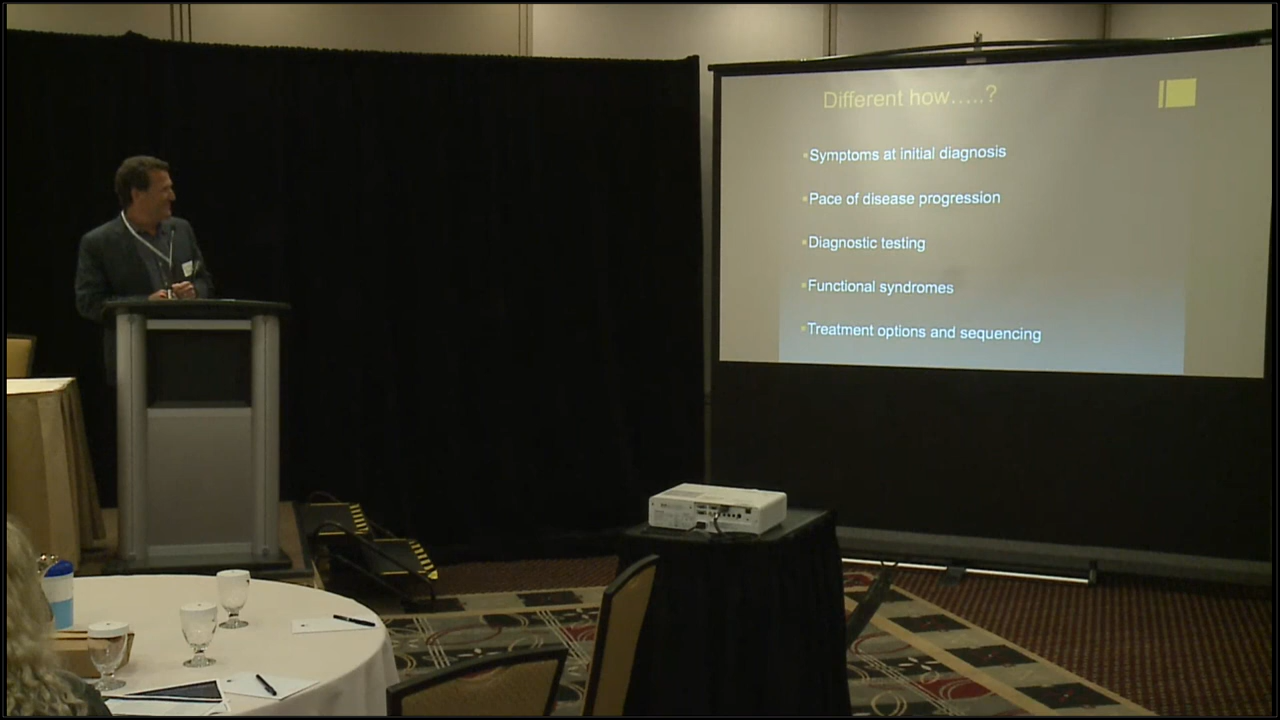 Different how.....?
Symptoms at initial diagnosis
Pace of disease progression
Diagnostic testing
Functional syndromes
Treatment options and sequencing